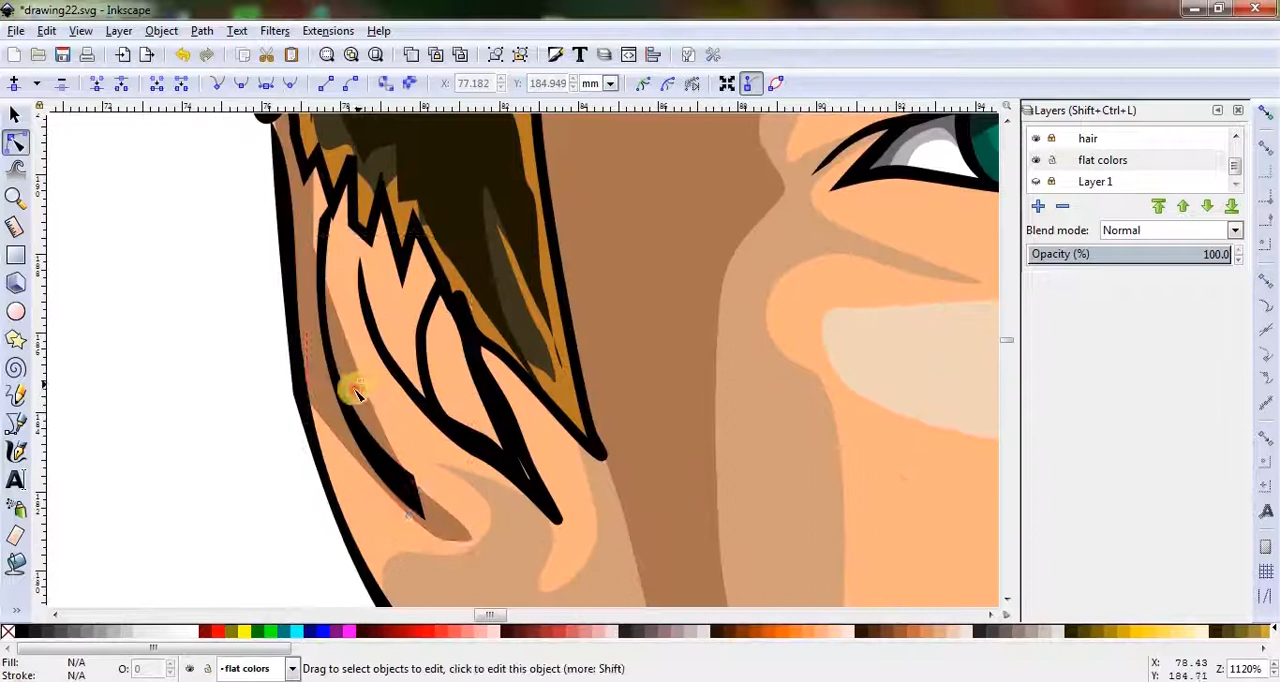 *drawing22.svg - Inkscape
File Edit View Layer Object Path Text Filters Extensions Help
X: 77.182 Y: 184.949 mm
Layers (Shift+Ctrl+L)
hair
flat colors
Layer 1
Blend mode: Normal
Opacity (%) 100.0
Fill: N/A
Stroke: N/A
O: 0
flat colors
Drag to select objects to edit, click to edit this object (more: Shift)
X: 78.43
Y: 184.71
Z: 1120%